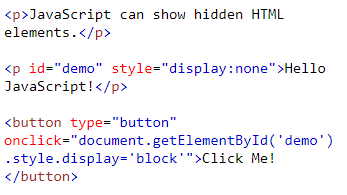 <p>JavaScript can show hidden HTML
elements.</p>
<p id="demo" style="display:none">Hello
JavaScript!</p>
<button type="button"
onclick="document.getElementById('demo')
.style.display='block'">Click Me!
</button>